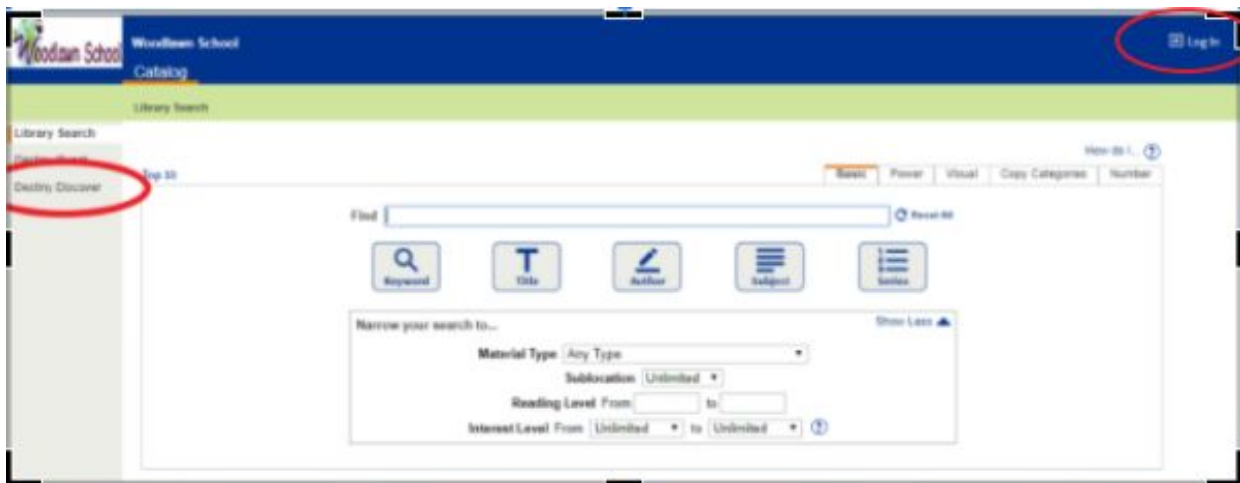 Woodlawn School
Woodlawn School
Catalog
Log In
Library Search
Library Search
Destiny Quest
Destiny Discover
How do I...
Top 10
Basic Power Visual Copy Categories Number
Find
Reset All
Keyword Title Author Subject Series
Narrow your search to...
Show Less
Material Type Any Type
Sublocation Unlimited
Reading Level From to
Interest Level From Unlimited to Unlimited